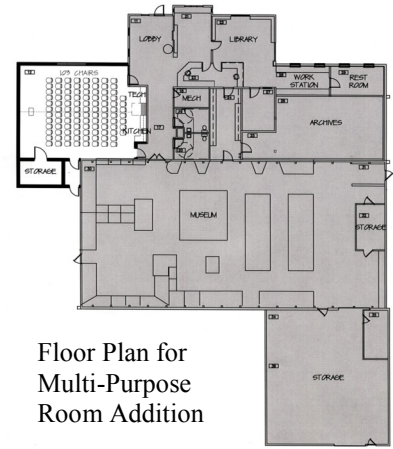 LOBBY
LIBRARY
103 CHAIRS
WORK
STATION
REST
ROOM
TECH
MECH
KITCHEN
ARCHIVES
STORAGE
MUSEUM
STORAGE
STORAGE
Floor Plan for
Multi-Purpose
Room Addition